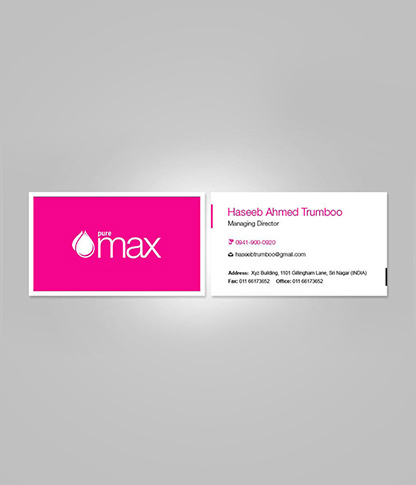 pure
max
Haseeb Ahmed Trumboo
Managing Director
0941-900-0920
haseebtrumboo@gmail.com
Address: Xyz Building, 1101 Gillingham Lane, Sri Nagar (INDIA)
Fax: 011 66173652 Office: 011 66173652